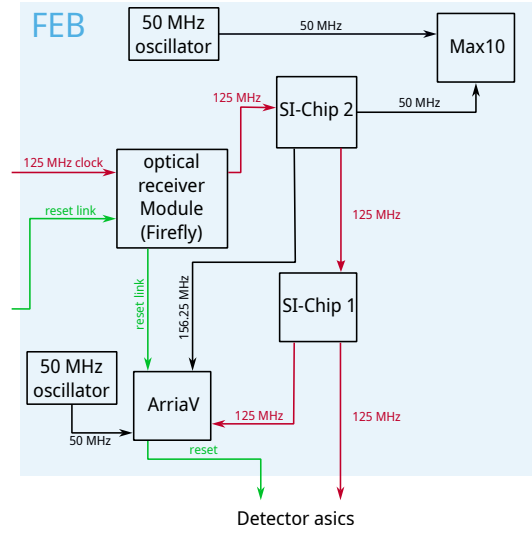 FEB
50 MHz
oscillator
50 MHz
Max10
125 MHz
SI-Chip 2
50 MHz
125 MHz clock
optical
receiver
Module
(Firefly)
reset link
125 MHz
reset link
156.25 MHz
SI-Chip 1
50 MHz
oscillator
ArriaV
125 MHz
125 MHz
50 MHz
reset
Detector asics